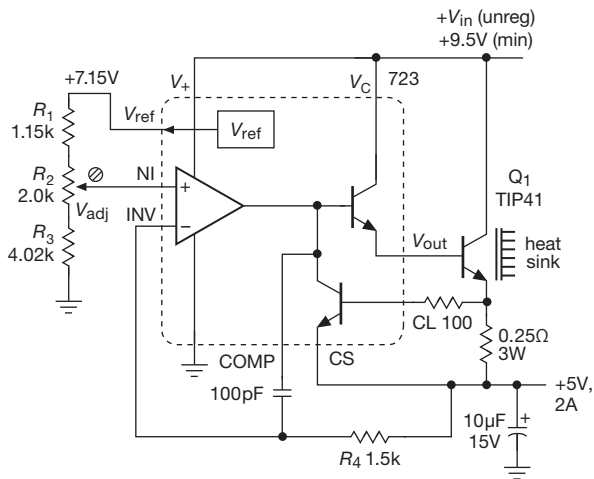 +Vin (unreg)
+9.5V (min)
+7.15V
V+
VC
723
R1
1.15k
Vref
Vref
R2
2.0k
NI
+
Vadj
INV
−
R3
4.02k
Q1
TIP41
Vout
heat
sink
CL 100
0.25Ω
3W
COMP
CS
100pF
+5V,
2A
10μF
15V
+
R4 1.5k